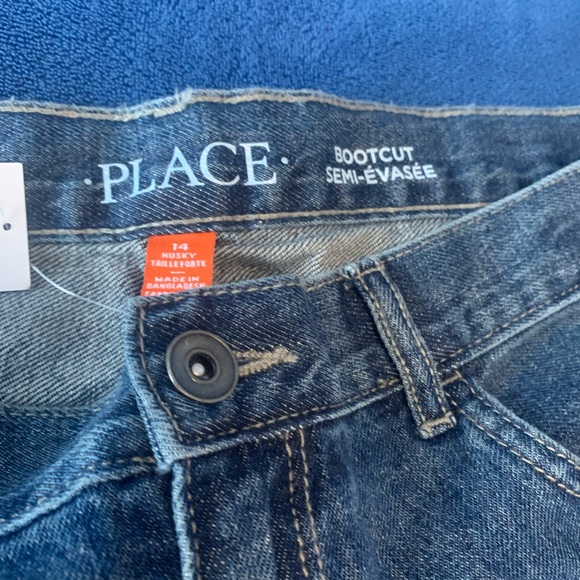 ·PLACE·
BOOTCUT
SEMI-ÉVASÉE
14
HUSKY
TAILLE FORTE
MADE IN
BANGLADESH